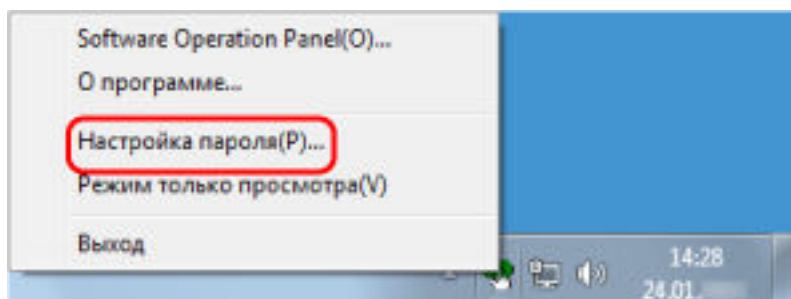 Software Operation Panel(O)...
О программе...
Настройка пароля(P)...
Режим только просмотра(V)
Выход
14:28
24.01.